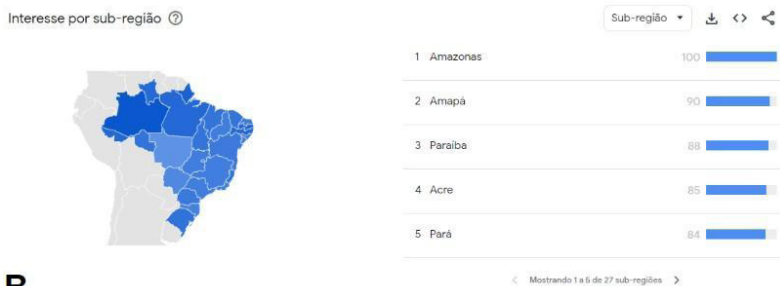 Interesse por sub-região ?
Sub-região
1 Amazonas 100
2 Amapá 90
3 Paraíba 88
4 Acre 85
5 Pará 84
Mostrando 1 a 5 de 27 sub-regiões
B